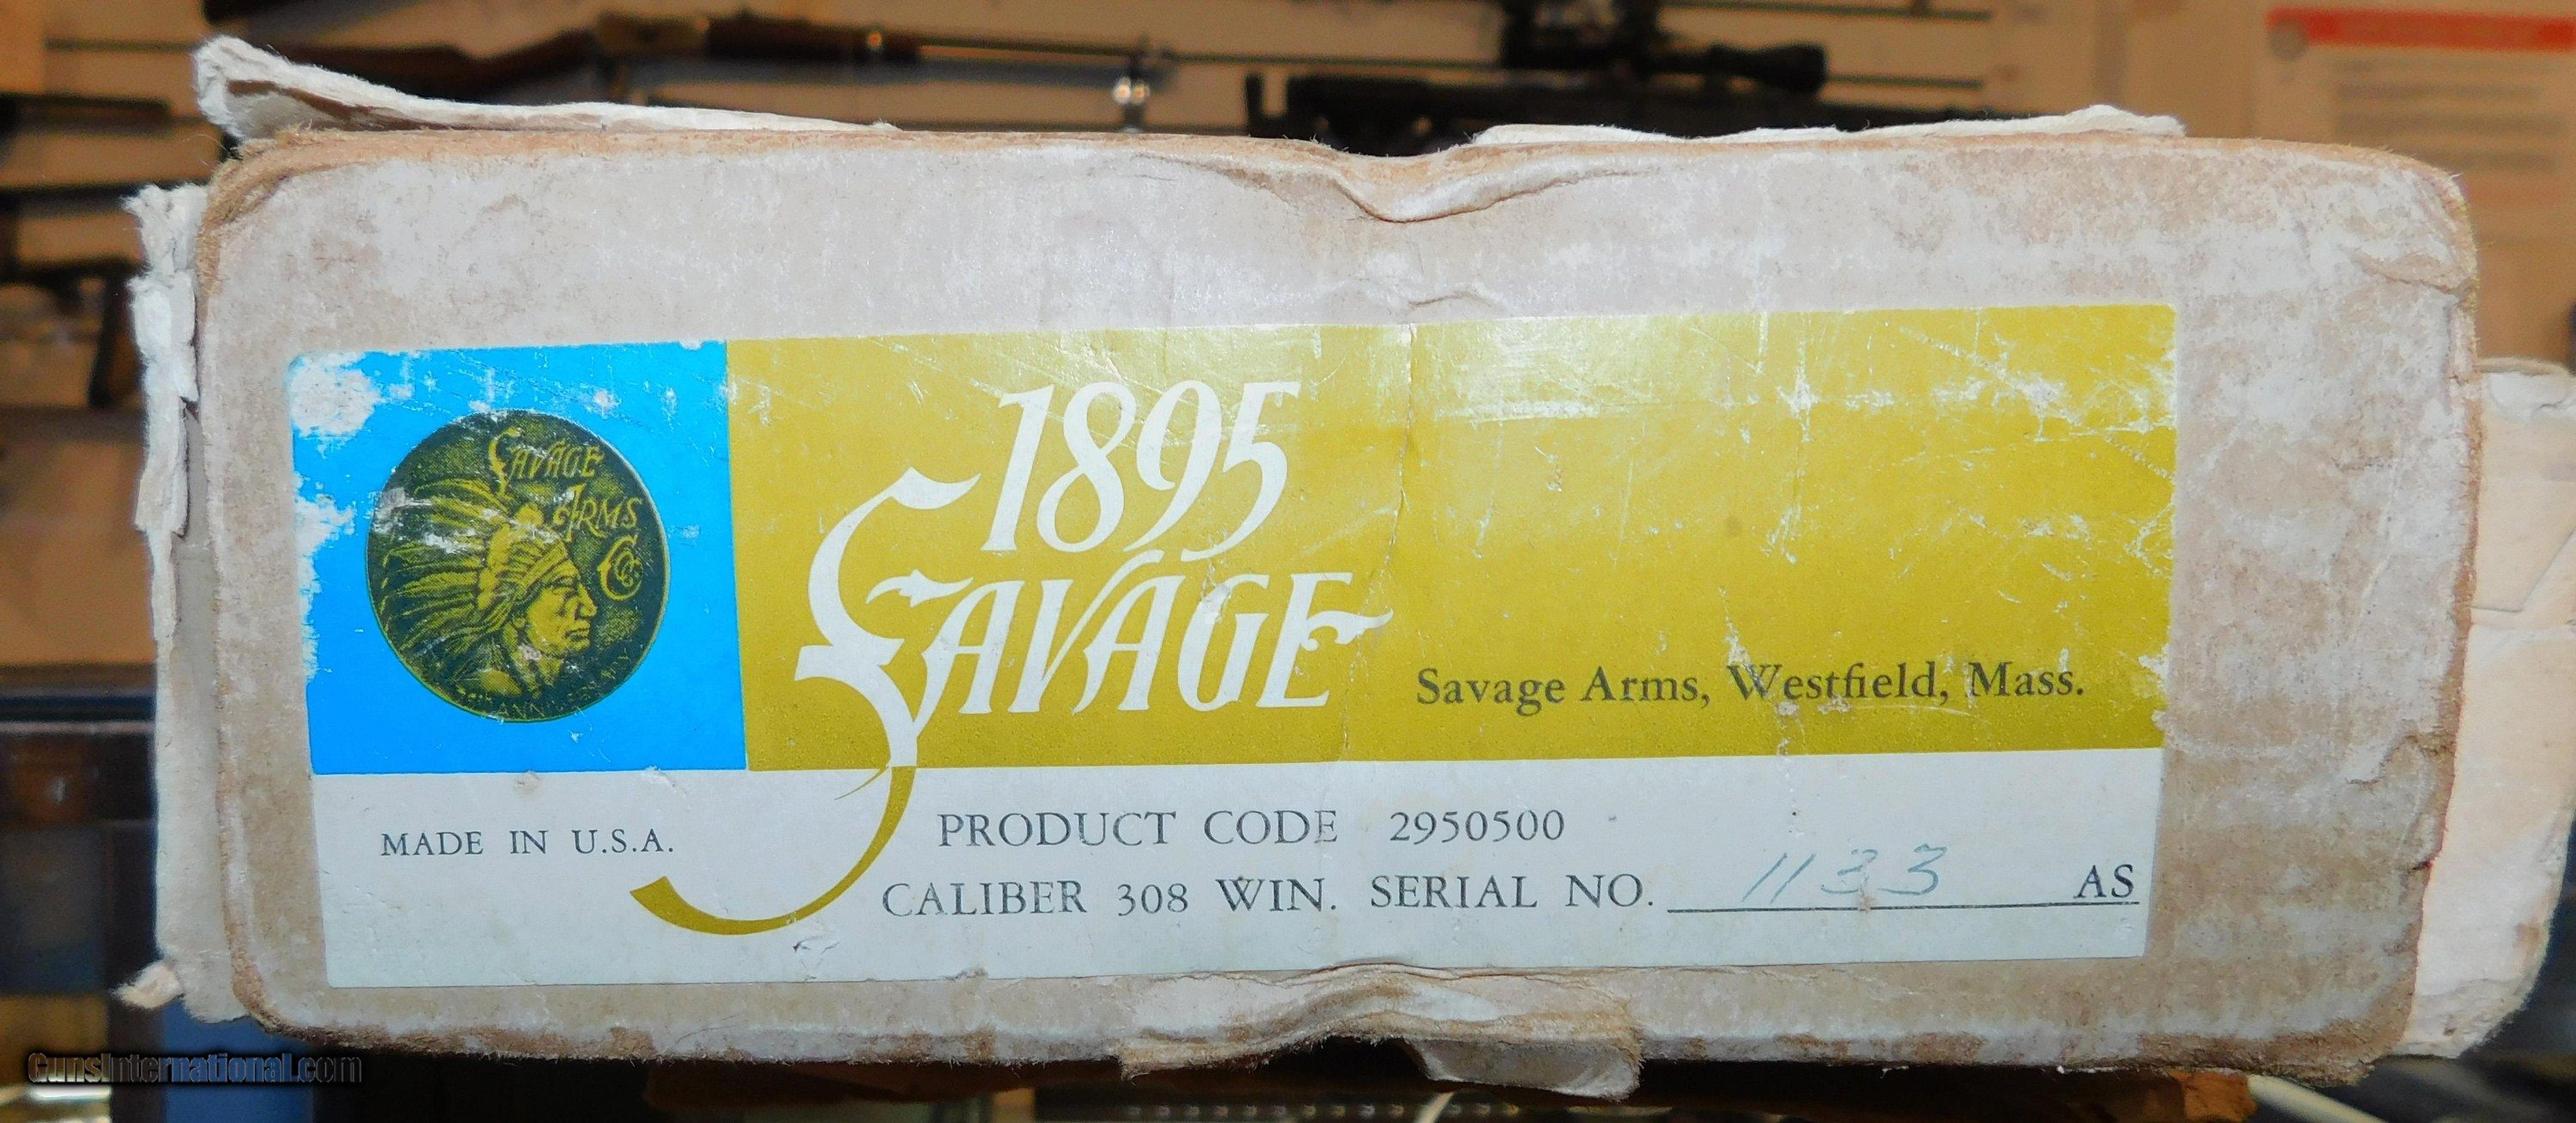 SAVAGE
ARMS
CO.
1895
SAVAGE
Savage Arms, Westfield, Mass.
MADE IN U.S.A.
PRODUCT CODE 2950500
CALIBER 308 WIN. SERIAL NO. 1133 AS
GunsInternational.com